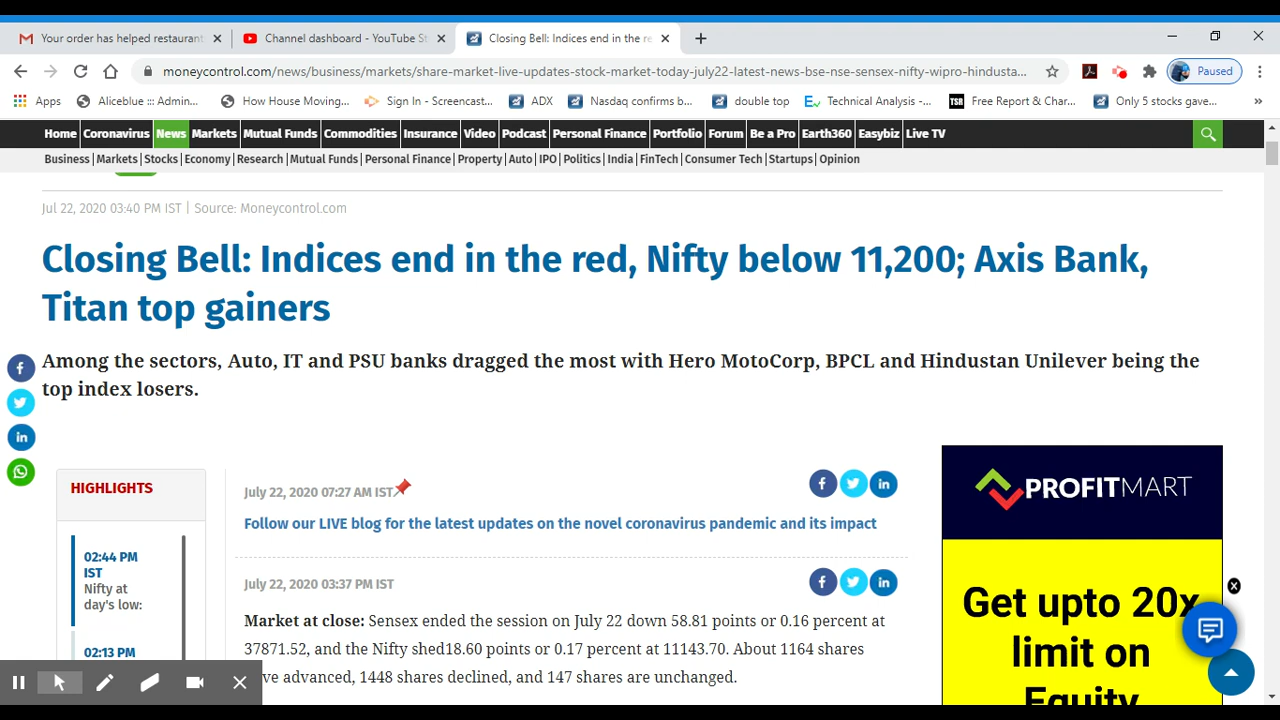 Your order has helped restaurant
Channel dashboard - YouTube St
Closing Bell: Indices end in the re
moneycontrol.com/news/business/markets/share-market-live-updates-stock-market-today-july22-latest-news-bse-nse-sensex-nifty-wipro-hindusta...
Paused
Apps
Aliceblue ::: Admin...
How House Moving...
Sign In - Screencast...
ADX
Nasdaq confirms b...
double top
Technical Analysis -...
TSR
Free Report & Char...
Only 5 stocks gave...
»
Home Coronavirus News Markets Mutual Funds Commodities Insurance Video Podcast Personal Finance Portfolio Forum Be a Pro Earth360 Easybiz Live TV
Business | Markets | Stocks | Economy | Research | Mutual Funds | Personal Finance | Property | Auto | IPO | Politics | India | FinTech | Consumer Tech | Startups | Opinion
Jul 22, 2020 03:40 PM IST | Source: Moneycontrol.com
Closing Bell: Indices end in the red, Nifty below 11,200; Axis Bank,
Titan top gainers
Among the sectors, Auto, IT and PSU banks dragged the most with Hero MotoCorp, BPCL and Hindustan Unilever being the
top index losers.
HIGHLIGHTS
02:44 PM
IST
Nifty at
day's low:
02:13 PM
July 22, 2020 07:27 AM IST
Follow our LIVE blog for the latest updates on the novel coronavirus pandemic and its impact
July 22, 2020 03:37 PM IST
Market at close: Sensex ended the session on July 22 down 58.81 points or 0.16 percent at
37871.52, and the Nifty shed18.60 points or 0.17 percent at 11143.70. About 1164 shares
advanced, 1448 shares declined, and 147 shares are unchanged.
PROFITMART
Get upto 20x
limit on
Equity